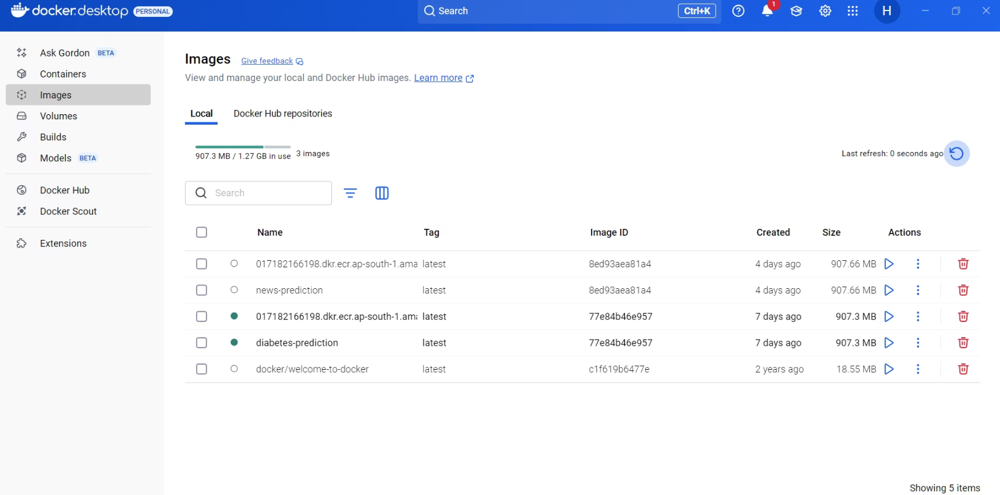 docker.desktop PERSONAL
Search
Ctrl+K
1
H
Ask Gordon BETA
Containers
Images
Volumes
Builds
Models BETA
Docker Hub
Docker Scout
Extensions
Images Give feedback
View and manage your local and Docker Hub images. Learn more
Local Docker Hub repositories
907.3 MB / 1.27 GB in use 3 images
Last refresh: 0 seconds ago
Search
Name Tag Image ID Created Size Actions
017182166198.dkr.ecr.ap-south-1.ama latest 8ed93aea81a4 4 days ago 907.66 MB
news-prediction latest 8ed93aea81a4 4 days ago 907.66 MB
017182166198.dkr.ecr.ap-south-1.ama latest 77e84b46e957 7 days ago 907.3 MB
diabetes-prediction latest 77e84b46e957 7 days ago 907.3 MB
docker/welcome-to-docker latest c1f619b6477e 2 years ago 18.55 MB
Showing 5 items